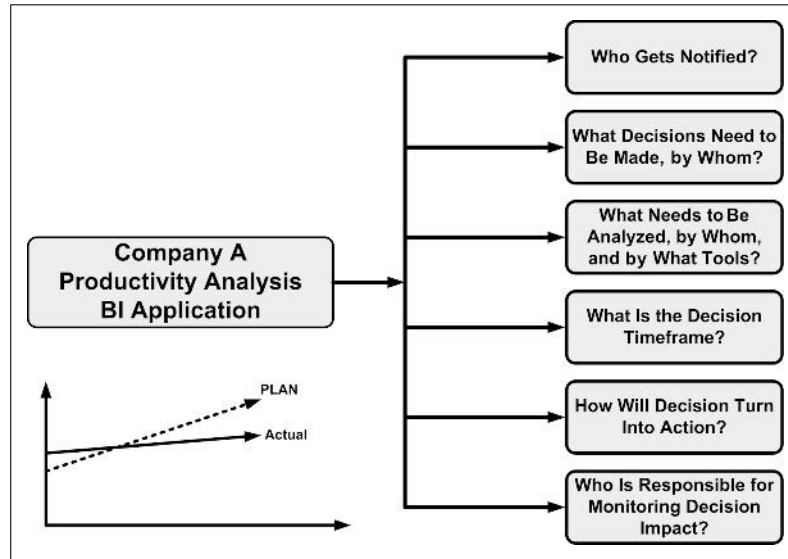 Who Gets Notified?
What Decisions Need to
Be Made, by Whom?
What Needs to Be
Analyzed, by Whom,
and by What Tools?
Company A
Productivity Analysis
BI Application
What Is the Decision
Timeframe?
PLAN
Actual
How Will Decision Turn
Into Action?
Who Is Responsible for
Monitoring Decision
Impact?